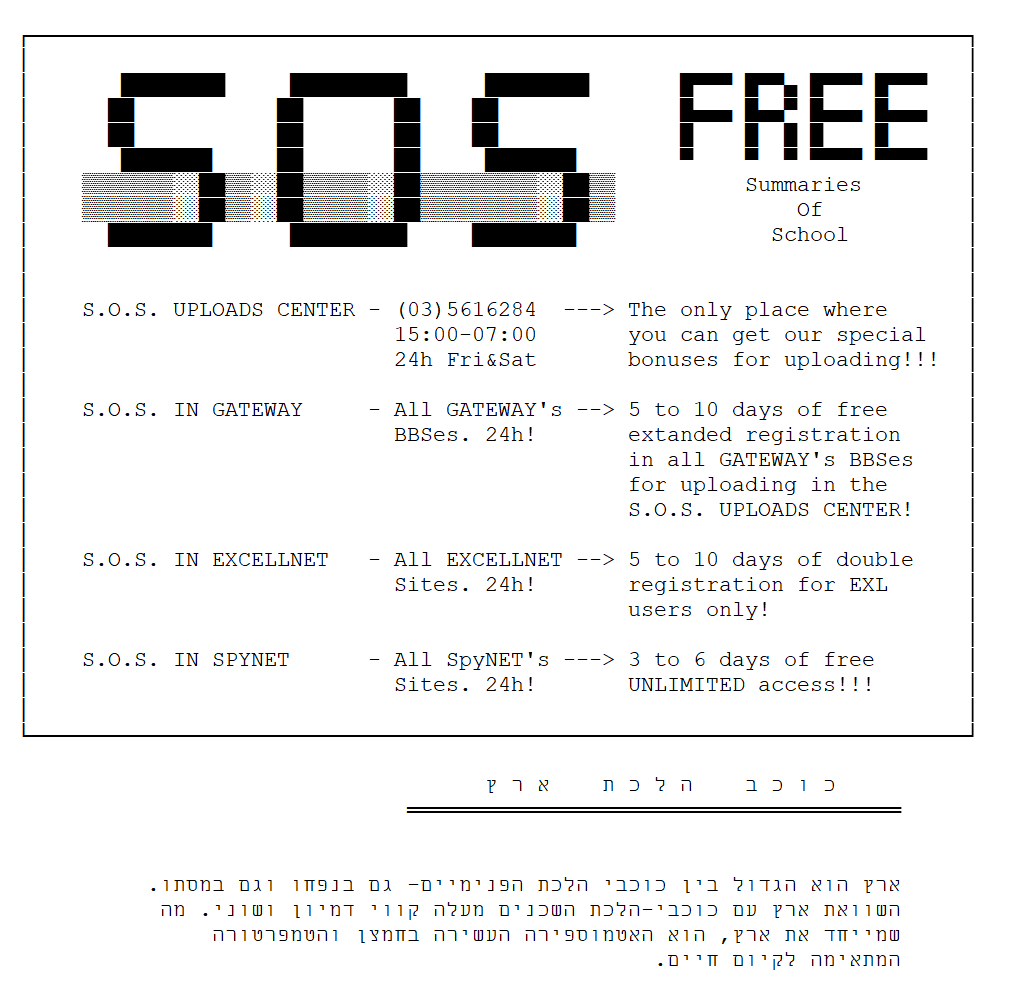 SOS FREE
Summaries
Of
School
S.O.S. UPLOADS CENTER - (03)5616284 ---> The only place where
15:00-07:00 you can get our special
24h Fri&Sat bonuses for uploading!!!
S.O.S. IN GATEWAY - All GATEWAY's --> 5 to 10 days of free
BBSes. 24h! extanded registration
in all GATEWAY's BBSes
for uploading in the
S.O.S. UPLOADS CENTER!
S.O.S. IN EXCELLNET - All EXCELLNET --> 5 to 10 days of double
Sites. 24h! registration for EXL
users only!
S.O.S. IN SPYNET - All SpyNET's ---> 3 to 6 days of free
Sites. 24h! UNLIMITED access!!!
כ ו כ ב ה ל כ ת א ר ץ
ארץ הוא הגדול בין כוכבי הלכת הפנימיים- גם בנפחו וגם במסתו.
השוואת ארץ עם כוכבי-הלכת השכנים מעלה קווי דמיון ושוני. מה
שמייחד את ארץ, הוא האטמוספירה העשירה בחמצן והטמפרטורה
המתאימה לקיום חיים.